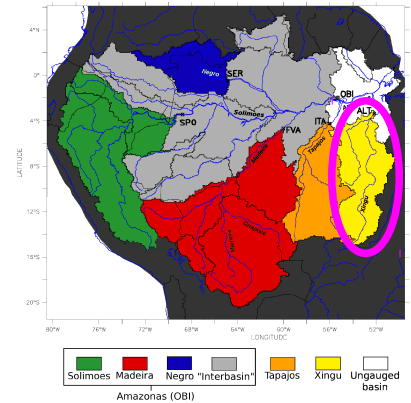 4°N
0°
4°S
8°S
12°S
16°S
20°S
LATITUDE
Negro
SER
OBI
ALT
ITA
SPO
Solimoes
FVA
Madeira
Tapajos
Xingu
Guapore
80°W
76°W
72°W
68°W
64°W
60°W
56°W
52°W
LONGITUDE
Solimoes
Madeira
Negro
"Interbasin"
Tapajos
Xingu
Ungauged
basin
Amazonas (OBI)